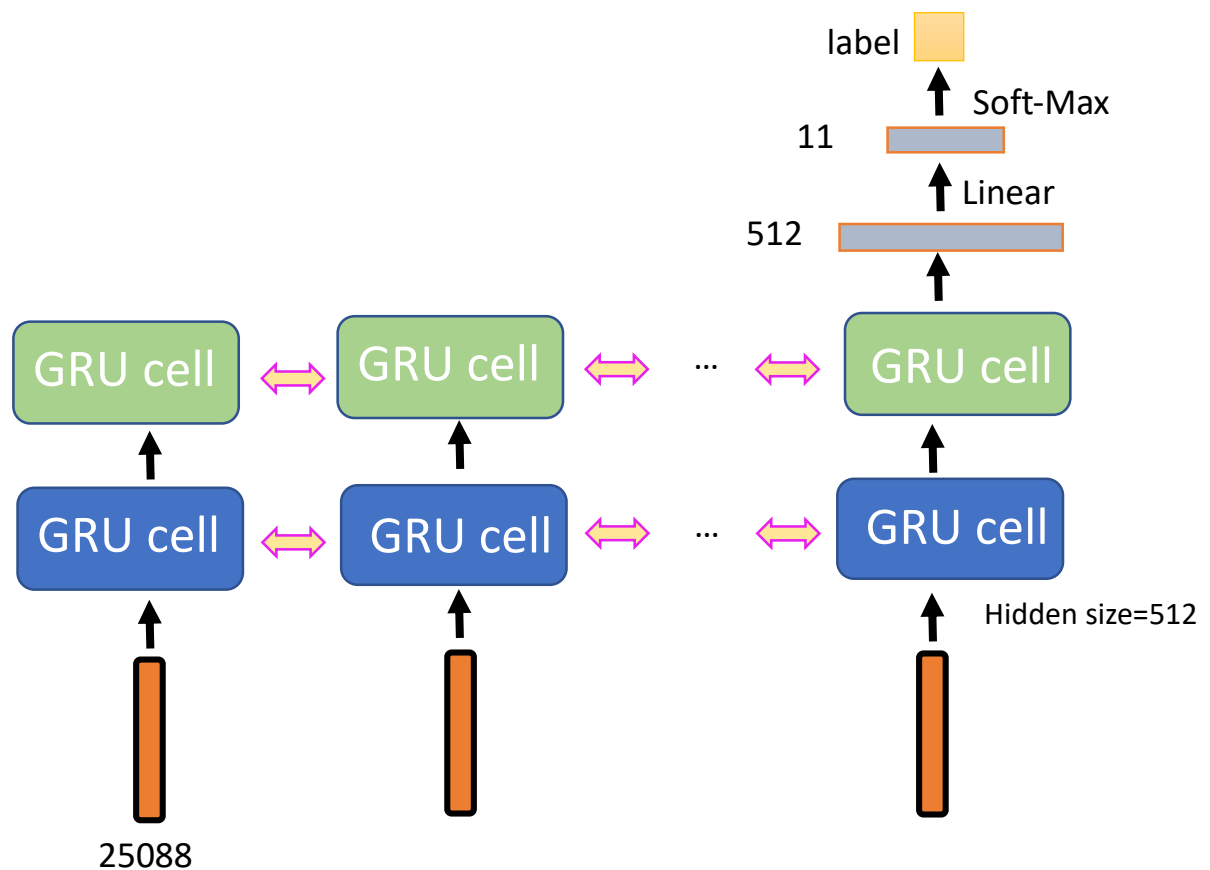 label
Soft-Max
11
Linear
512
GRU cell
GRU cell
...
GRU cell
GRU cell
GRU cell
...
GRU cell
Hidden size=512
25088